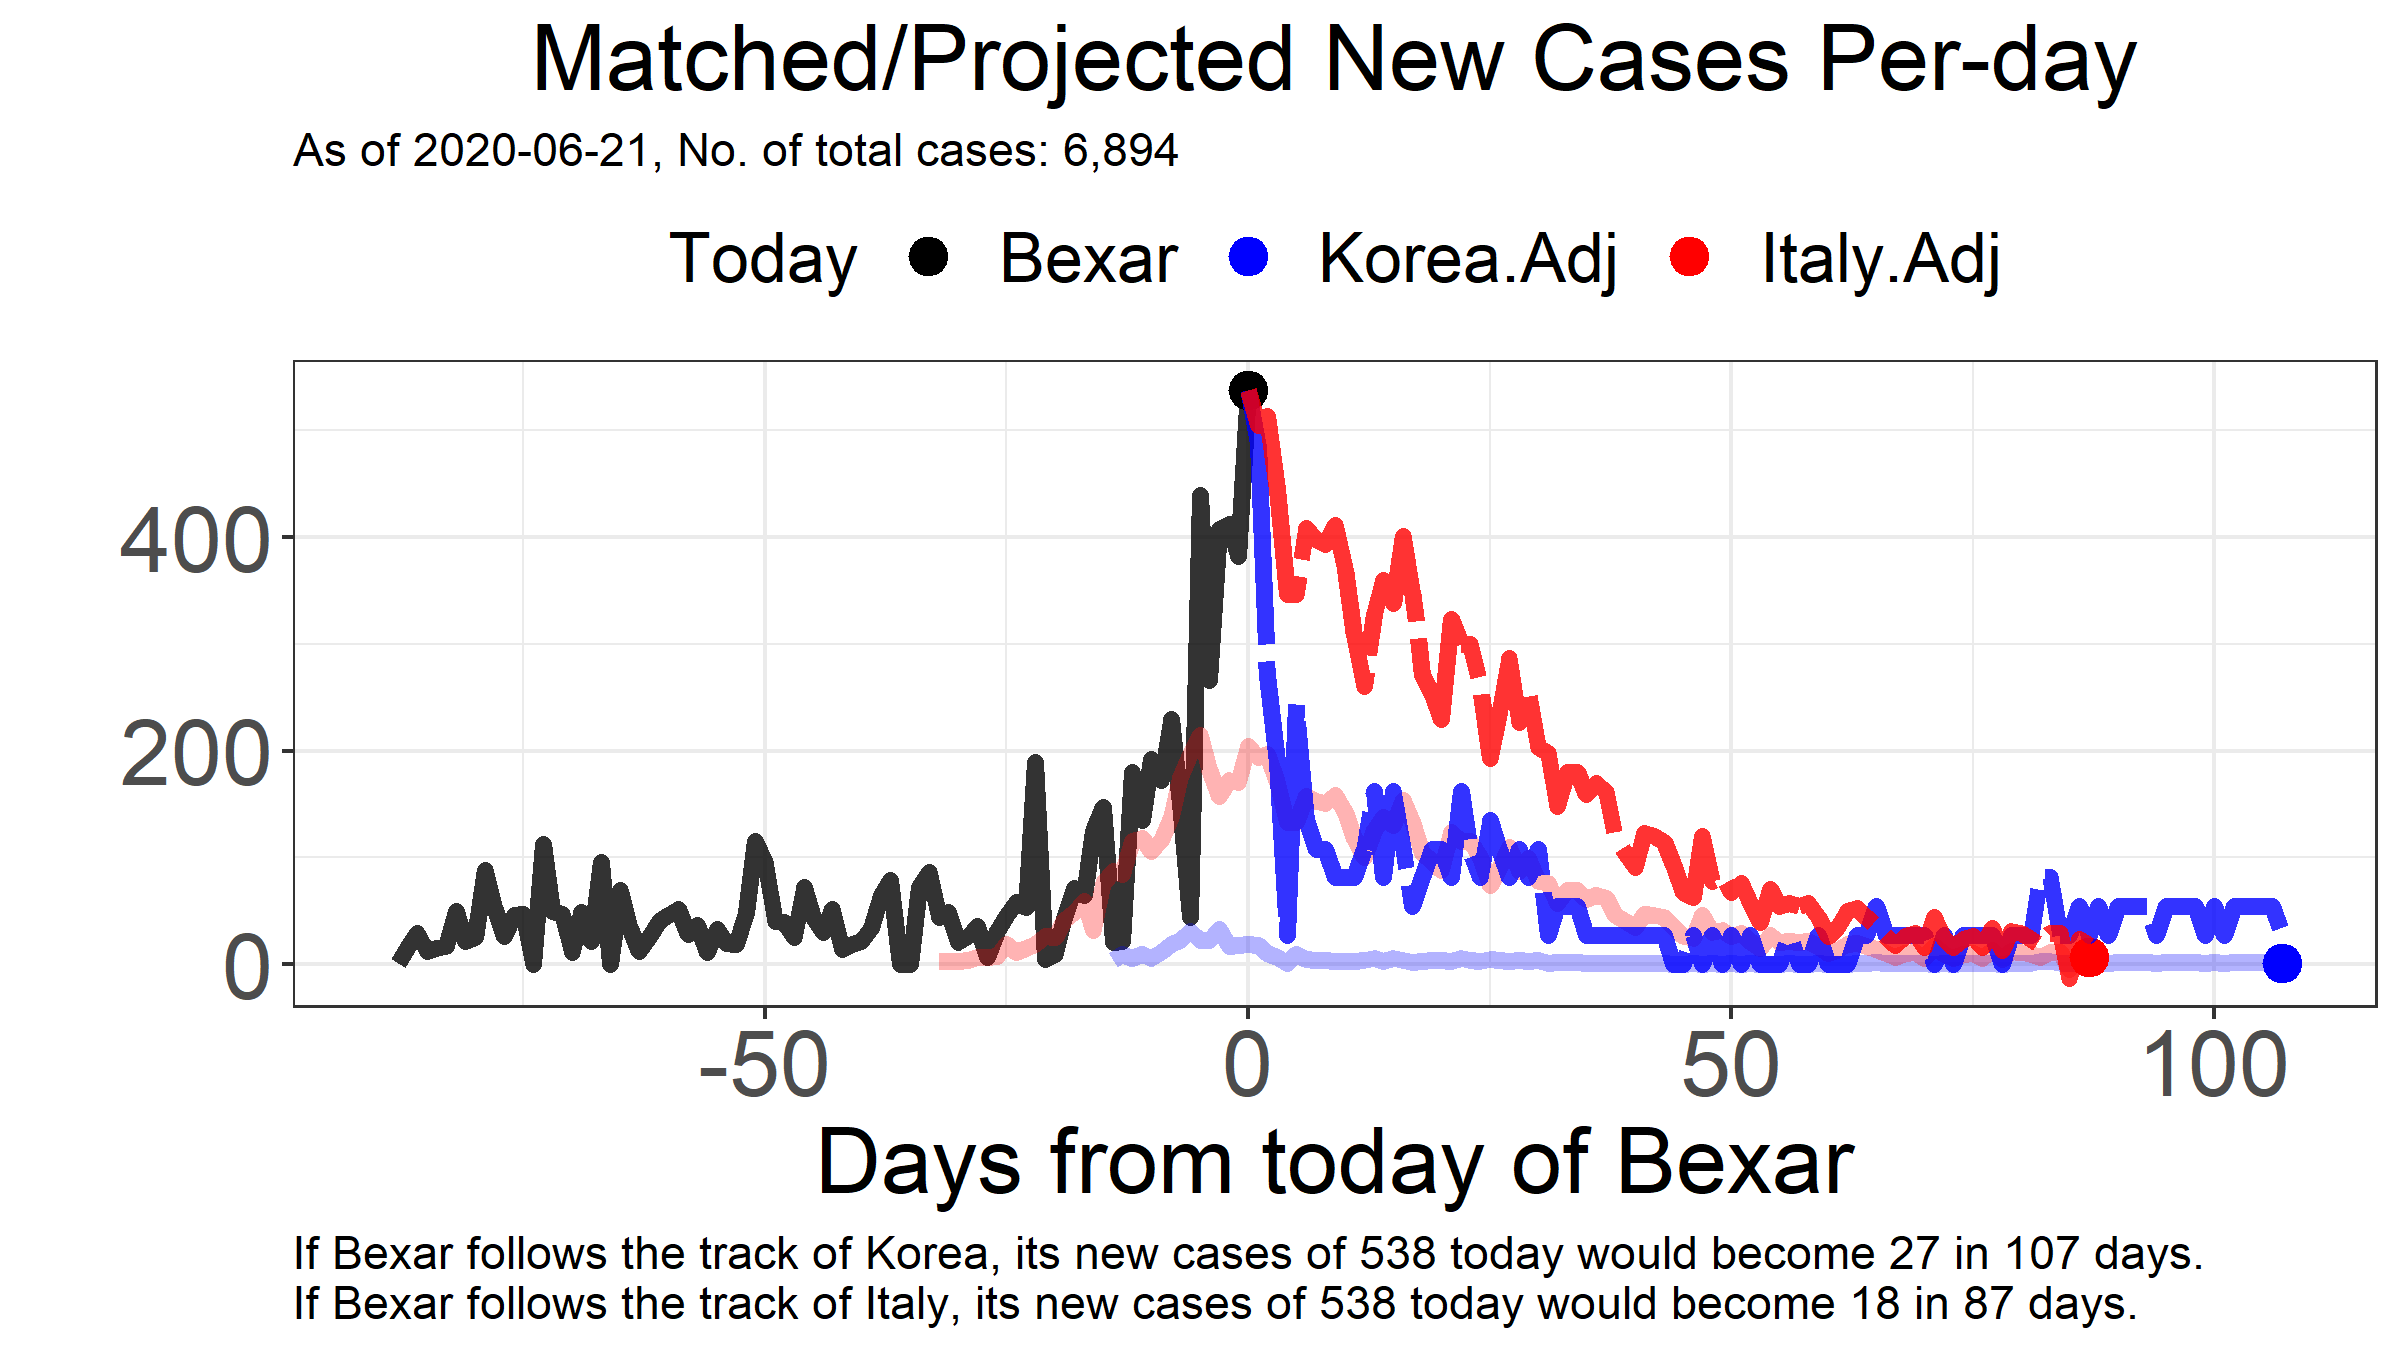 Matched/Projected New Cases Per-day
As of 2020-06-21, No. of total cases: 6,894
Today Bexar Korea.Adj Italy.Adj
400
200
0
-50 0 50 100
Days from today of Bexar
If Bexar follows the track of Korea, its new cases of 538 today would become 27 in 107 days.
If Bexar follows the track of Italy, its new cases of 538 today would become 18 in 87 days.